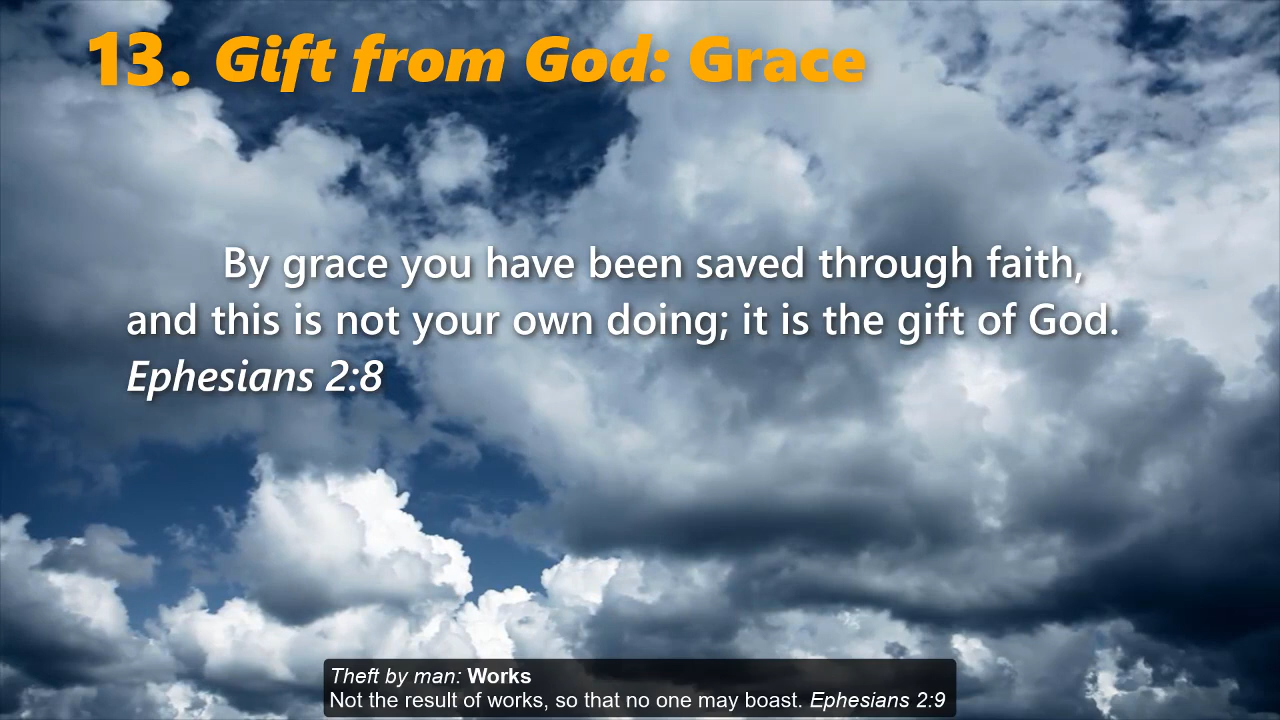 13. Gift from God: Grace
By grace you have been saved through faith,
and this is not your own doing; it is the gift of God.
Ephesians 2:8
Theft by man: Works
Not the result of works, so that no one may boast. Ephesians 2:9